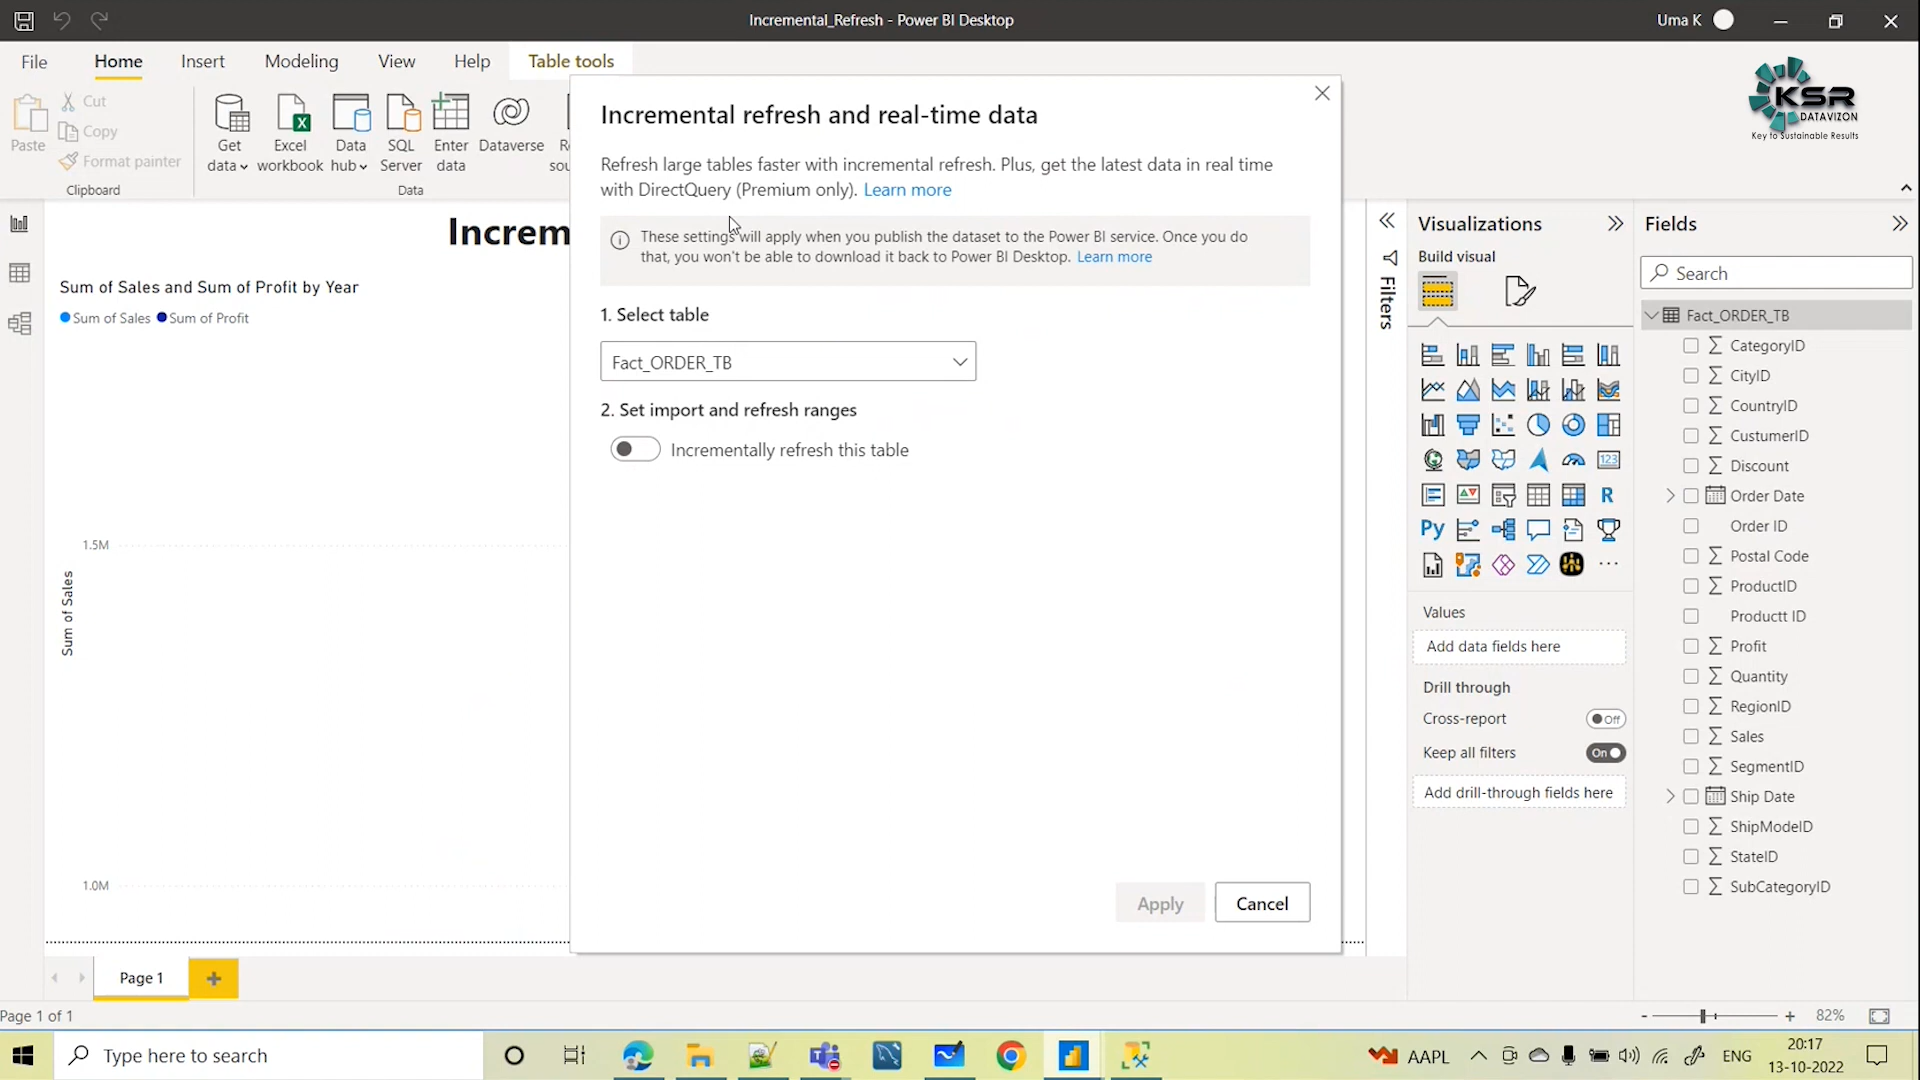 Incremental_Refresh - Power BI Desktop
Uma K
File
Home
Insert
Modeling
View
Help
Table tools
Paste
Cut
Copy
Format painter
Clipboard
Get
data
Excel
workbook
Data
hub
SQL
Server
Enter
data
Dataverse
Data
KSR
DATAVIZON
Key to Sustainable Results
Incremental refresh and real-time data
Refresh large tables faster with incremental refresh. Plus, get the latest data in real time
with DirectQuery (Premium only). Learn more
These settings will apply when you publish the dataset to the Power BI service. Once you do
that, you won't be able to download it back to Power BI Desktop. Learn more
1. Select table
Fact_ORDER_TB
2. Set import and refresh ranges
Incrementally refresh this table
Apply
Cancel
Increm
Sum of Sales and Sum of Profit by Year
Sum of Sales
Sum of Profit
1.5M
Sum of Sales
1.0M
Filters
Visualizations
Build visual
123
R
Py
Values
Add data fields here
Drill through
Cross-report
Off
Keep all filters
On
Add drill-through fields here
Fields
Search
Fact_ORDER_TB
CategoryID
CityID
CountryID
CustumerID
Discount
Order Date
Order ID
Postal Code
ProductID
Productt ID
Profit
Quantity
RegionID
Sales
SegmentID
Ship Date
ShipModeID
StateID
SubCategoryID
Page 1
Page 1 of 1
82%
Type here to search
AAPL
ENG
20:17
13-10-2022